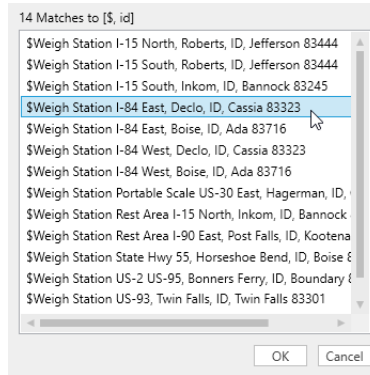 14 Matches to [$, id]
$Weigh Station I-15 North, Roberts, ID, Jefferson 83444
$Weigh Station I-15 South, Roberts, ID, Jefferson 83444
$Weigh Station I-15 South, Inkom, ID, Bannock 83245
$Weigh Station I-84 East, Declo, ID, Cassia 83323
$Weigh Station I-84 East, Boise, ID, Ada 83716
$Weigh Station I-84 West, Declo, ID, Cassia 83323
$Weigh Station I-84 West, Boise, ID, Ada 83716
$Weigh Station Portable Scale US-30 East, Hagerman, ID,
$Weigh Station Rest Area I-15 North, Inkom, ID, Bannock
$Weigh Station Rest Area I-90 East, Post Falls, ID, Kootena
$Weigh Station State Hwy 55, Horseshoe Bend, ID, Boise
$Weigh Station US-2 US-95, Bonners Ferry, ID, Boundary
$Weigh Station US-93, Twin Falls, ID, Twin Falls 83301
OK
Cancel